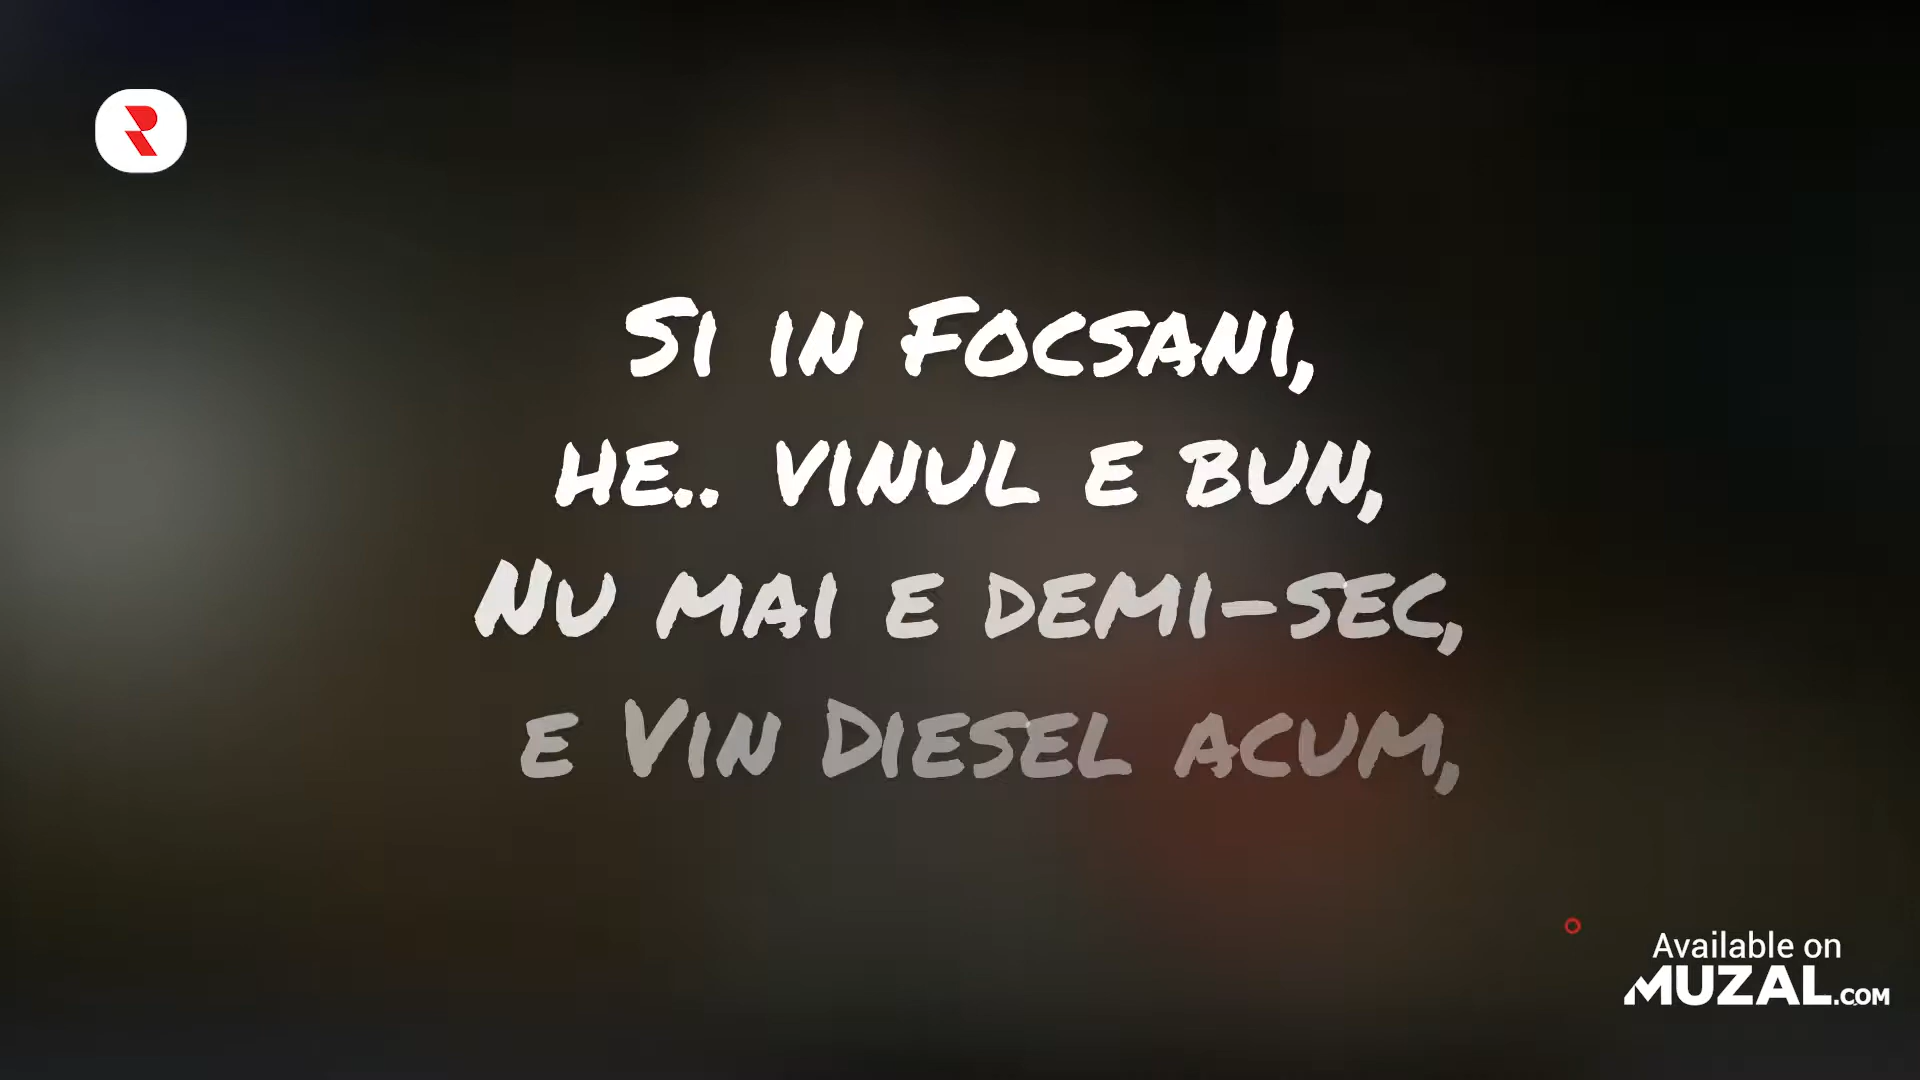 Si in Focsani,
he.. vinul e bun,
Nu mai e demi-sec,
e Vin Diesel acum,
Available on
MUZAL.COM